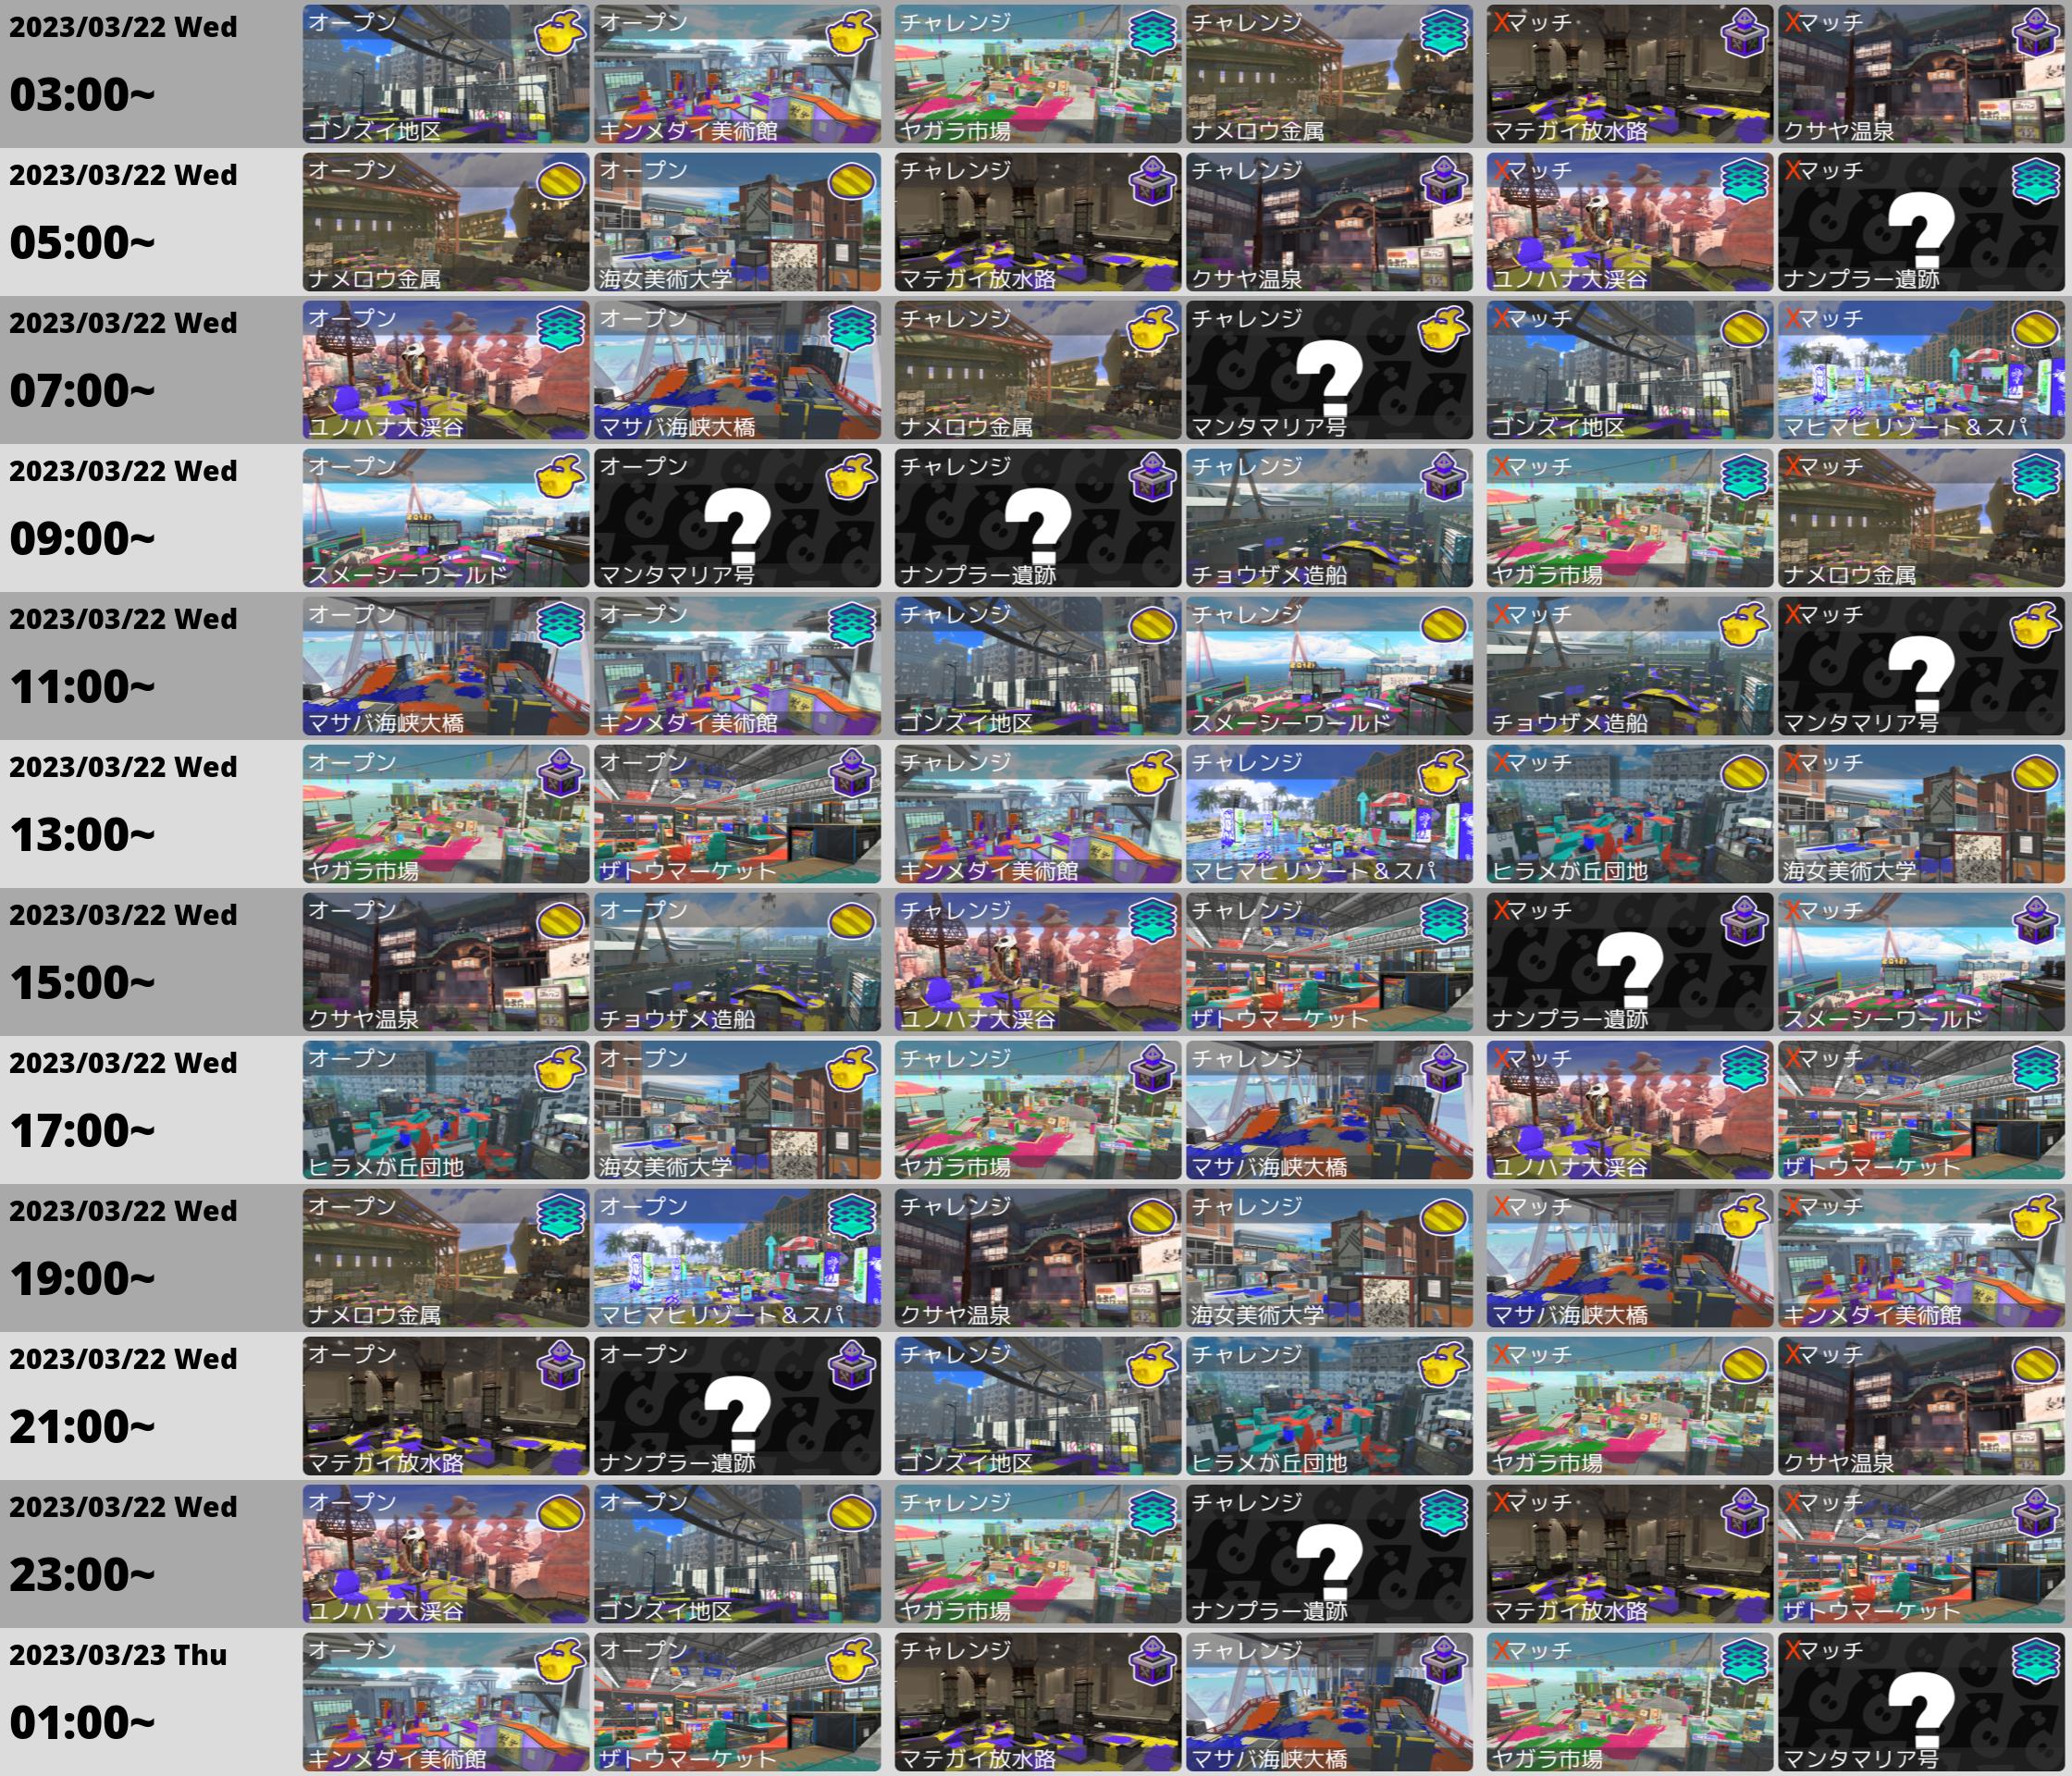 2023/03/22 Wed
03:00~
オープン オープン チャレンジ チャレンジ Xマッチ Xマッチ
ゴンズイ地区 キンメダイ美術館 ヤガラ市場 ナメロウ金属 マテガイ放水路 クサヤ温泉
2023/03/22 Wed
05:00~
オープン オープン チャレンジ チャレンジ Xマッチ Xマッチ
ナメロウ金属 海女美術大学 マテガイ放水路 クサヤ温泉 ユノハナ大渓谷 ナンプラー遺跡
2023/03/22 Wed
07:00~
オープン オープン チャレンジ チャレンジ Xマッチ Xマッチ
ユノハナ大渓谷 マサバ海峡大橋 ナメロウ金属 マンタマリア号 ゴンズイ地区 マヒマヒリゾート&スパ
2023/03/22 Wed
09:00~
オープン オープン チャレンジ チャレンジ Xマッチ Xマッチ
スメーシーワールド マンタマリア号 ナンプラー遺跡 チョウザメ造船 ヤガラ市場 ナメロウ金属
2023/03/22 Wed
11:00~
オープン オープン チャレンジ チャレンジ Xマッチ Xマッチ
マサバ海峡大橋 キンメダイ美術館 ゴンズイ地区 スメーシーワールド チョウザメ造船 マンタマリア号
2023/03/22 Wed
13:00~
オープン オープン チャレンジ チャレンジ Xマッチ Xマッチ
ヤガラ市場 ザトウマーケット キンメダイ美術館 マヒマヒリゾート&スパ ヒラメが丘団地 海女美術大学
2023/03/22 Wed
15:00~
オープン オープン チャレンジ チャレンジ Xマッチ Xマッチ
クサヤ温泉 チョウザメ造船 ユノハナ大渓谷 ザトウマーケット ナンプラー遺跡 スメーシーワールド
2023/03/22 Wed
17:00~
オープン オープン チャレンジ チャレンジ Xマッチ Xマッチ
ヒラメが丘団地 海女美術大学 ヤガラ市場 マサバ海峡大橋 ユノハナ大渓谷 ザトウマーケット
2023/03/22 Wed
19:00~
オープン オープン チャレンジ チャレンジ Xマッチ Xマッチ
ナメロウ金属 マヒマヒリゾート&スパ クサヤ温泉 海女美術大学 マサバ海峡大橋 キンメダイ美術館
2023/03/22 Wed
21:00~
オープン オープン チャレンジ チャレンジ Xマッチ Xマッチ
マテガイ放水路 ナンプラー遺跡 ゴンズイ地区 ヒラメが丘団地 ヤガラ市場 クサヤ温泉
2023/03/22 Wed
23:00~
オープン オープン チャレンジ チャレンジ Xマッチ Xマッチ
ユノハナ大渓谷 ゴンズイ地区 ヤガラ市場 ナンプラー遺跡 マテガイ放水路 ザトウマーケット
2023/03/23 Thu
01:00~
オープン オープン チャレンジ チャレンジ Xマッチ Xマッチ
キンメダイ美術館 ザトウマーケット マテガイ放水路 マサバ海峡大橋 ヤガラ市場 マンタマリア号